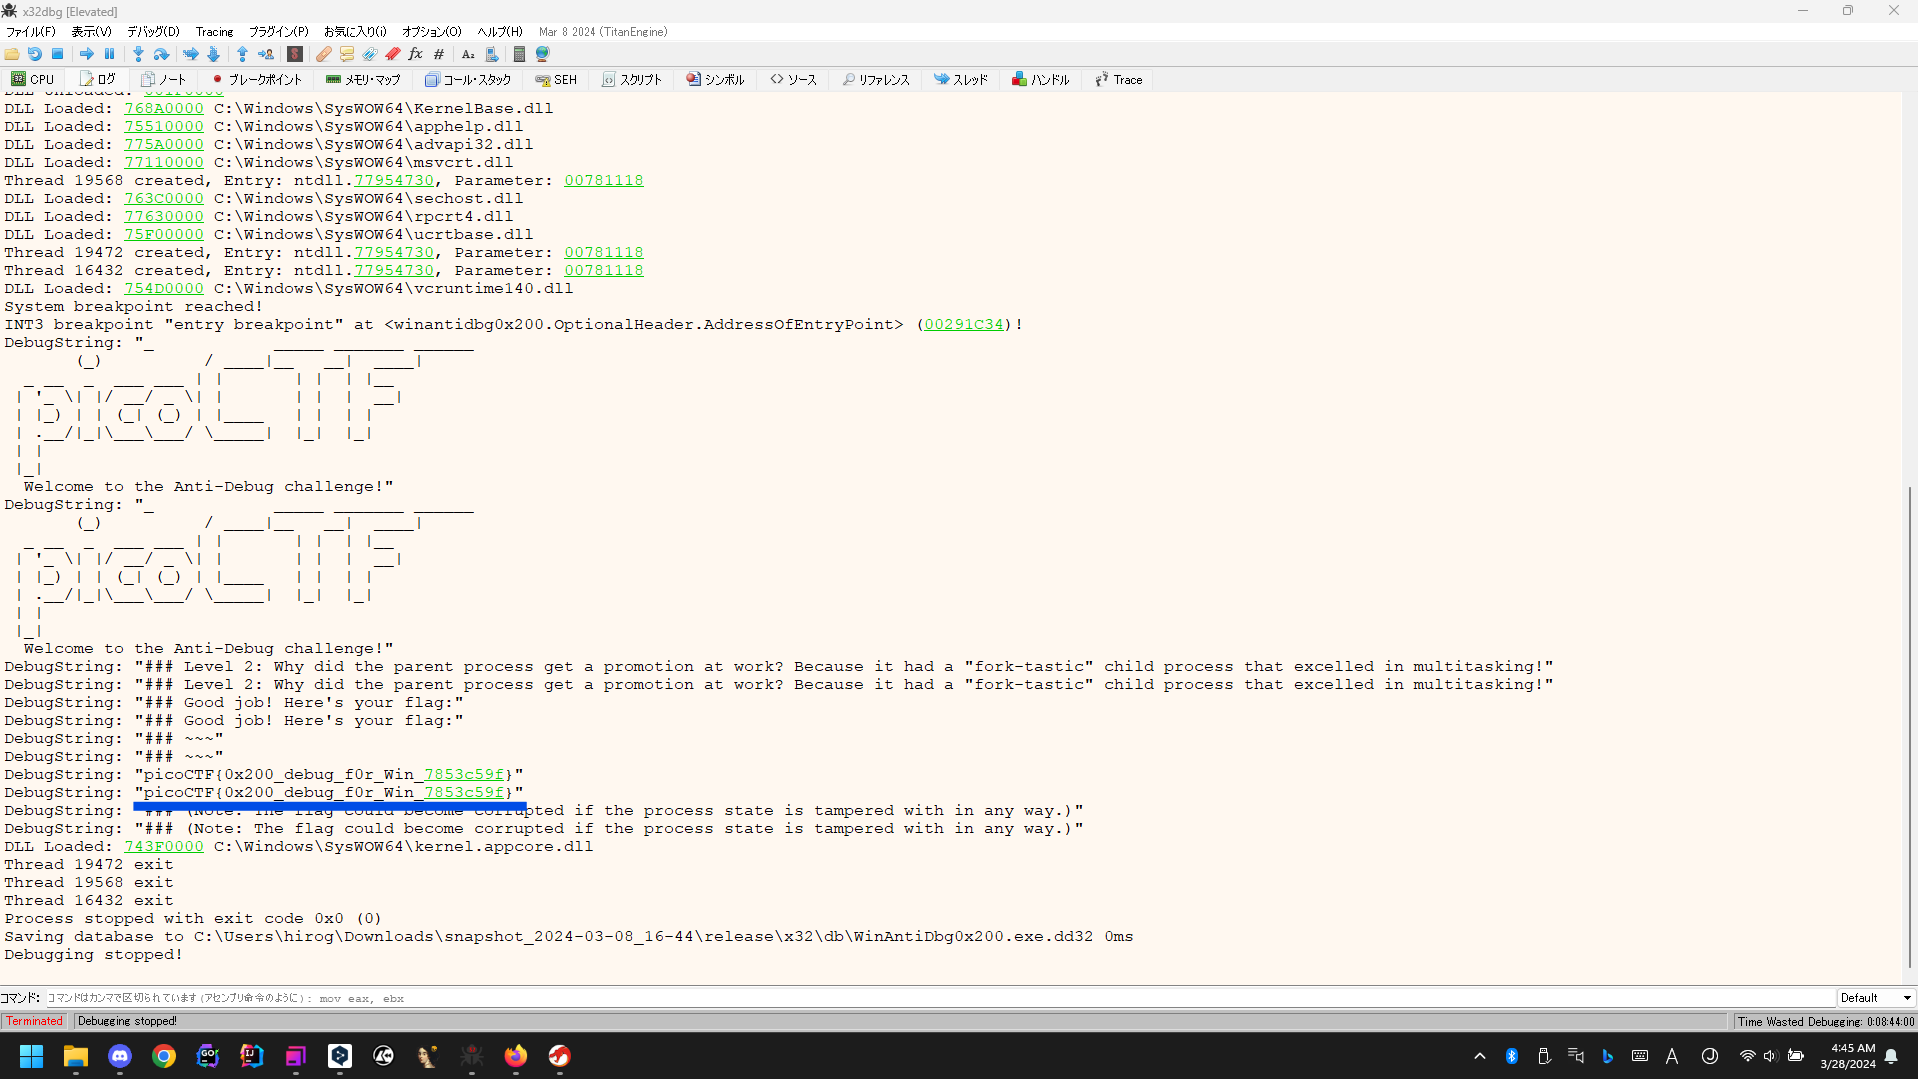 x32dbg [Elevated]
ファイル(F) 表示(V) デバッグ(D) Tracing プラグイン(P) お気に入り(I) オプション(O) ヘルプ(H) Mar 8 2024 (TitanEngine)
CPU ログ ノート ブレークポイント メモリ・マップ コール・スタック SEH スクリプト シンボル ソース リファレンス スレッド ハンドル Trace
DLL Loaded: 768A0000 C:\Windows\SysWOW64\KernelBase.dll
DLL Loaded: 75510000 C:\Windows\SysWOW64\apphelp.dll
DLL Loaded: 775A0000 C:\Windows\SysWOW64\advapi32.dll
DLL Loaded: 77110000 C:\Windows\SysWOW64\msvcrt.dll
Thread 19568 created, Entry: ntdll.77954730, Parameter: 00781118
DLL Loaded: 763C0000 C:\Windows\SysWOW64\sechost.dll
DLL Loaded: 77630000 C:\Windows\SysWOW64\rpcrt4.dll
DLL Loaded: 75F00000 C:\Windows\SysWOW64\ucrtbase.dll
Thread 19472 created, Entry: ntdll.77954730, Parameter: 00781118
Thread 16432 created, Entry: ntdll.77954730, Parameter: 00781118
DLL Loaded: 754D0000 C:\Windows\SysWOW64\vcruntime140.dll
System breakpoint reached!
INT3 breakpoint "entry breakpoint" at <winantidbg0x200.OptionalHeader.AddressOfEntryPoint> (00291C34)!
DebugString: "_            _____ _______ ______
       (_)          / ____|__   __|  ____|
  _ __  _  ___ ___ | |       | |  | |__
 | '_ \| |/ __/ _ \| |       | |  |  __|
 | |_) | | (_| (_) | |____   | |  | |
 | .__/|_|\___\___/ \_____|  |_|  |_|
 | |
 |_|
  Welcome to the Anti-Debug challenge!"
DebugString: "_            _____ _______ ______
       (_)          / ____|__   __|  ____|
  _ __  _  ___ ___ | |       | |  | |__
 | '_ \| |/ __/ _ \| |       | |  |  __|
 | |_) | | (_| (_) | |____   | |  | |
 | .__/|_|\___\___/ \_____|  |_|  |_|
 | |
 |_|
  Welcome to the Anti-Debug challenge!"
DebugString: "### Level 2: Why did the parent process get a promotion at work? Because it had a "fork-tastic" child process that excelled in multitasking!"
DebugString: "### Level 2: Why did the parent process get a promotion at work? Because it had a "fork-tastic" child process that excelled in multitasking!"
DebugString: "### Good job! Here's your flag:"
DebugString: "### Good job! Here's your flag:"
DebugString: "### ~~~"
DebugString: "### ~~~"
DebugString: "picoCTF{0x200_debug_f0r_Win_7853c59f}"
DebugString: "picoCTF{0x200_debug_f0r_Win_7853c59f}"
DebugString: "### (Note: The flag could become corrupted if the process state is tampered with in any way.)"
DebugString: "### (Note: The flag could become corrupted if the process state is tampered with in any way.)"
DLL Loaded: 743F0000 C:\Windows\SysWOW64\kernel.appcore.dll
Thread 19472 exit
Thread 19568 exit
Thread 16432 exit
Process stopped with exit code 0x0 (0)
Saving database to C:\Users\hirog\Downloads\snapshot_2024-03-08_16-44\release\x32\db\WinAntiDbg0x200.exe.dd32 0ms
Debugging stopped!
コマンド: コマンドはカンマで区切られています (アセンブリ命令のように): mov eax, ebx Default
Terminated Debugging stopped! Time Wasted Debugging: 0:08:44:00
4:45 AM
3/28/2024